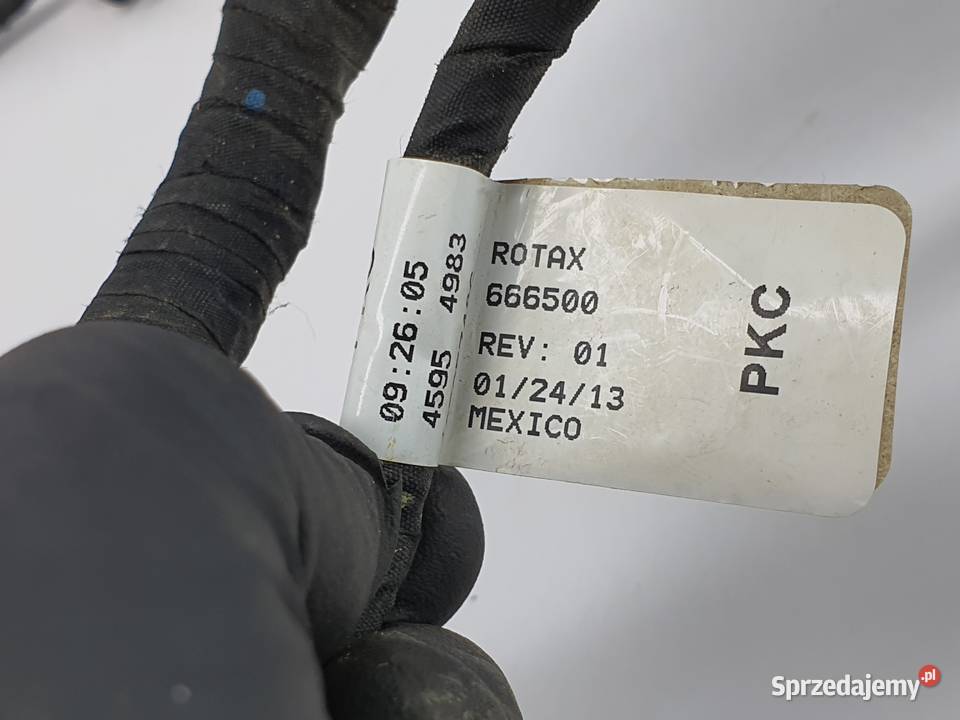 ROTAX
666500
REV: 01
01/24/13
MEXICO
PKC
09:26:05
4595 4983
Sprzedajemy.pl